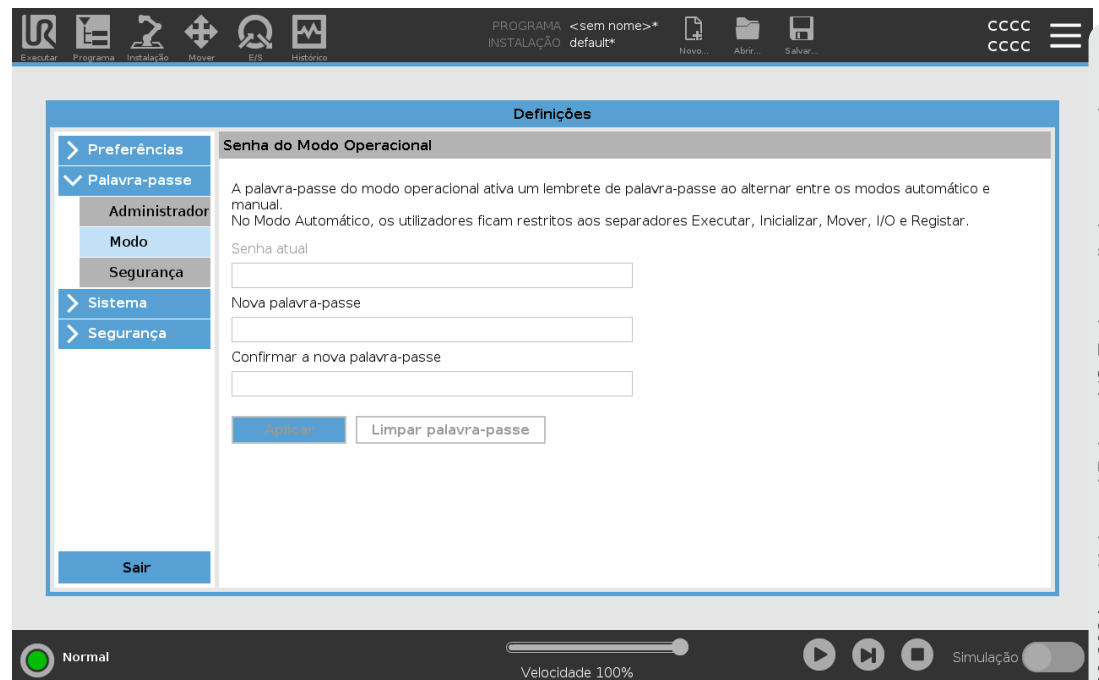 PROGRAMA <sem nome>*
INSTALAÇÃO default*
Executar Programa Instalação Mover E/S Histórico
Novo... Abrir... Salvar...
CCCC
CCCC
Definições
Preferências
Palavra-passe
Administrador
Modo
Segurança
Sistema
Segurança
Sair
Senha do Modo Operacional
A palavra-passe do modo operacional ativa um lembrete de palavra-passe ao alternar entre os modos automático e
manual.
No Modo Automático, os utilizadores ficam restritos aos separadores Executar, Inicializar, Mover, I/O e Registar.
Senha atual
Nova palavra-passe
Confirmar a nova palavra-passe
Aplicar Limpar palavra-passe
Normal
Velocidade 100%
Simulação